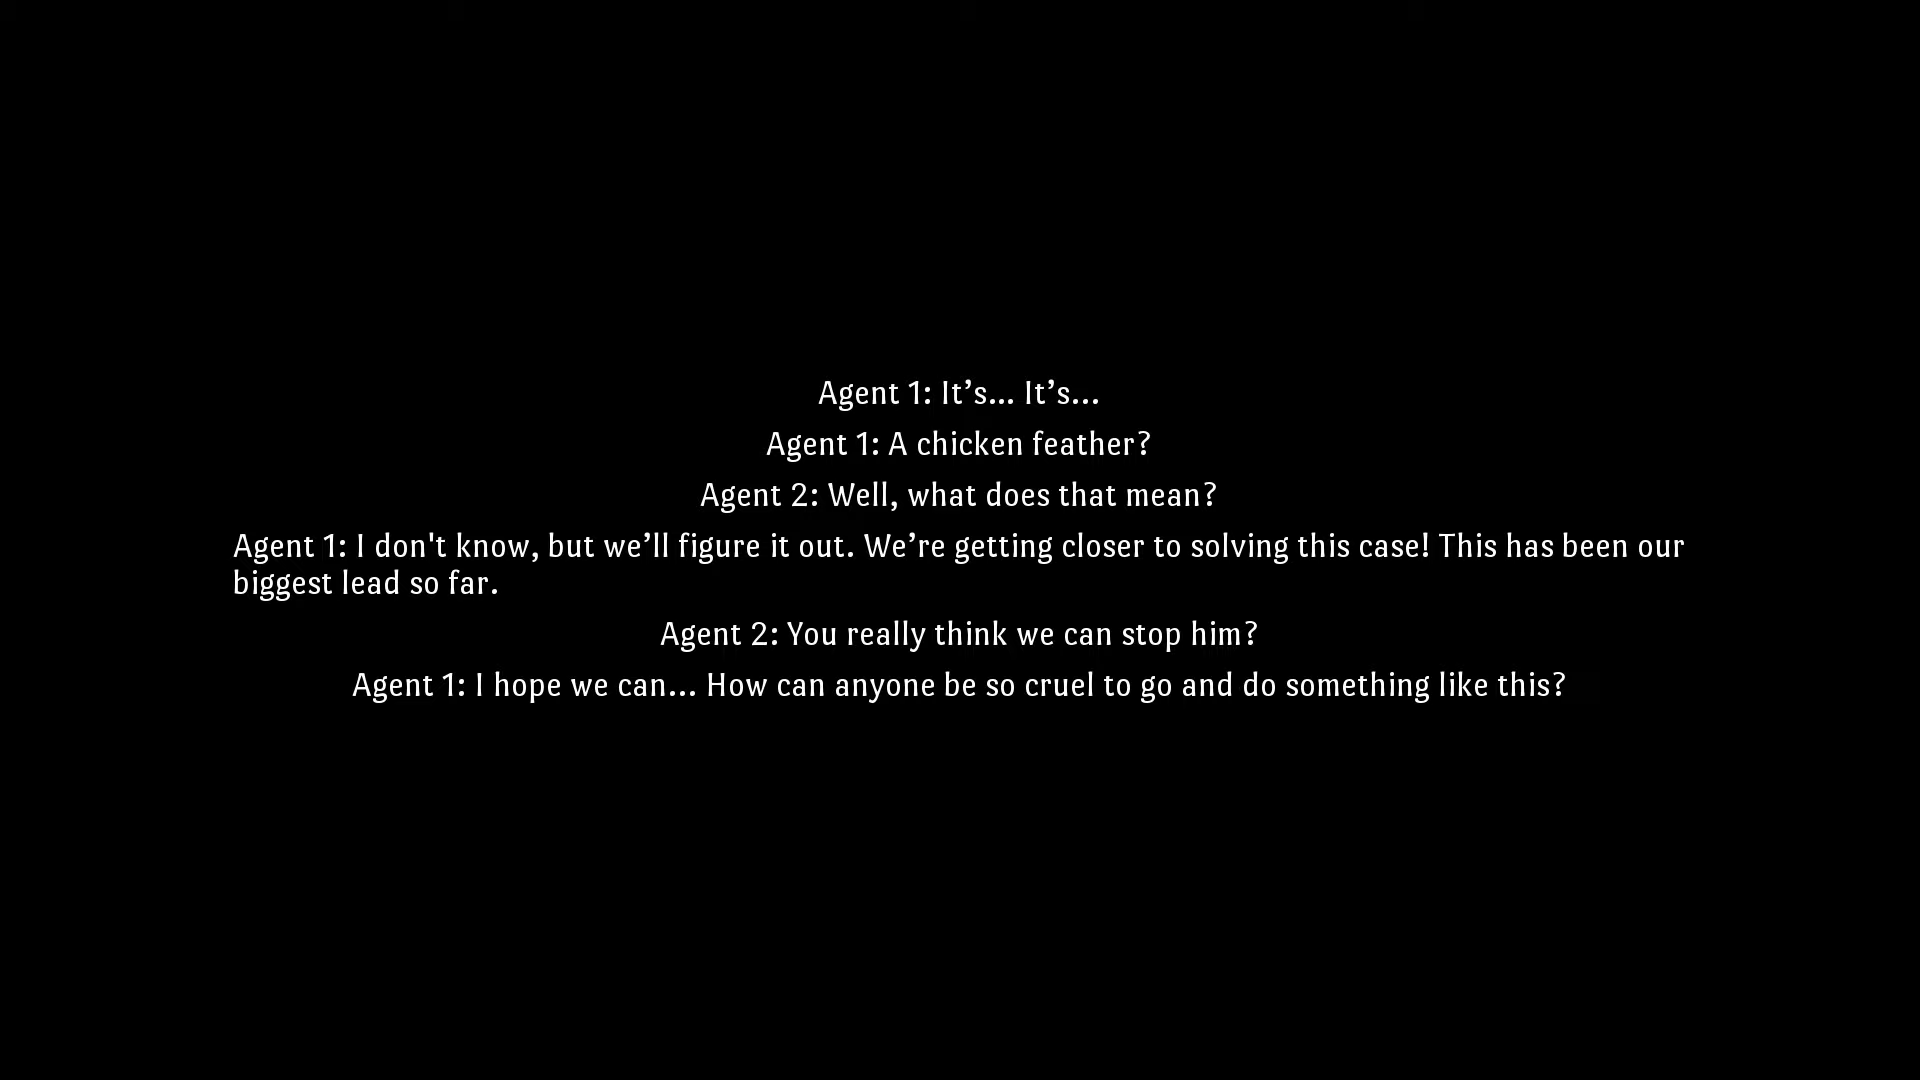 Agent 1: It’s... It’s...
Agent 1: A chicken feather?
Agent 2: Well, what does that mean?
Agent 1: I don't know, but we’ll figure it out. We’re getting closer to solving this case! This has been our
biggest lead so far.
Agent 2: You really think we can stop him?
Agent 1: I hope we can... How can anyone be so cruel to go and do something like this?